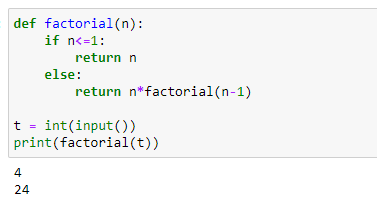 def factorial(n):
    if n<=1:
        return n
    else:
        return n*factorial(n-1)

t = int(input())
print(factorial(t))
4
24